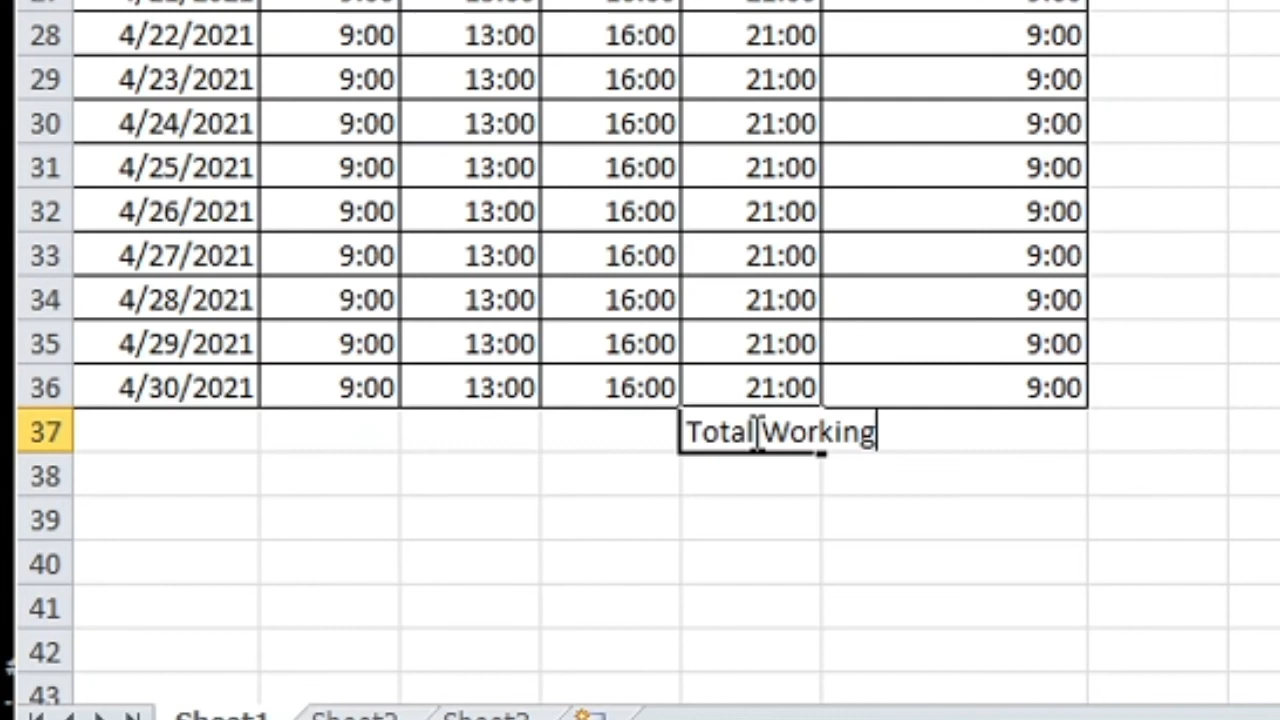 28 4/22/2021 9:00 13:00 16:00 21:00 9:00
29 4/23/2021 9:00 13:00 16:00 21:00 9:00
30 4/24/2021 9:00 13:00 16:00 21:00 9:00
31 4/25/2021 9:00 13:00 16:00 21:00 9:00
32 4/26/2021 9:00 13:00 16:00 21:00 9:00
33 4/27/2021 9:00 13:00 16:00 21:00 9:00
34 4/28/2021 9:00 13:00 16:00 21:00 9:00
35 4/29/2021 9:00 13:00 16:00 21:00 9:00
36 4/30/2021 9:00 13:00 16:00 21:00 9:00
37 Total Working
38
39
40
41
42
43
Sheet1 Sheet2 Sheet3